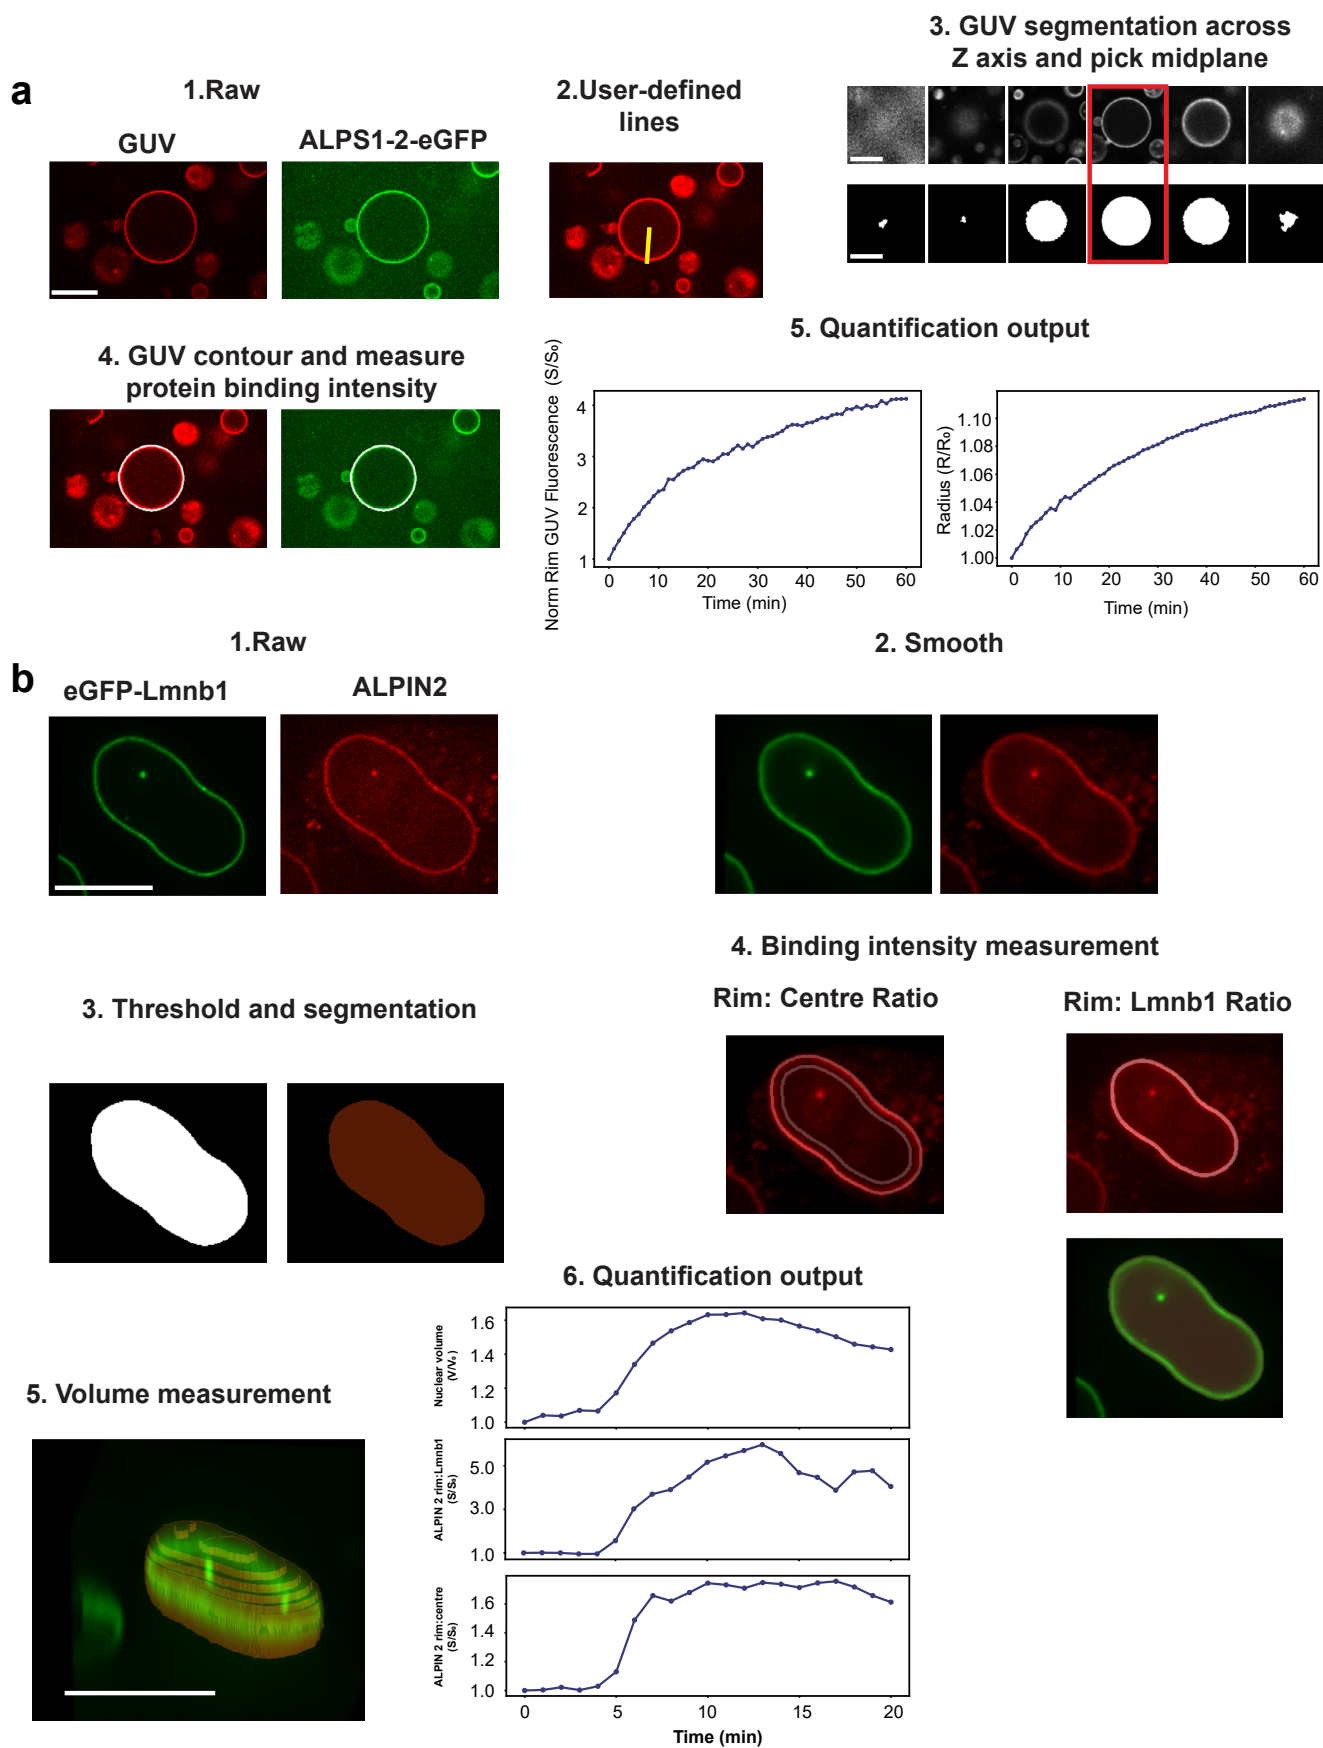 a
1.Raw
GUV
ALPS1-2-eGFP
2.User-defined
lines
3. GUV segmentation across
Z axis and pick midplane
4. GUV contour and measure
protein binding intensity
5. Quantification output
Norm Rim GUV Fluorescence (S/S₀)
4
3
2
1
0 10 20 30 40 50 60
Time (min)
Radius (R/R₀)
1.10
1.08
1.06
1.04
1.02
1.00
0 10 20 30 40 50 60
Time (min)
b
1.Raw
eGFP-Lmnb1
ALPIN2
2. Smooth
3. Threshold and segmentation
4. Binding intensity measurement
Rim: Centre Ratio
Rim: Lmnb1 Ratio
5. Volume measurement
6. Quantification output
Nuclear volume
(V/V₀)
1.6
1.4
1.2
1.0
ALPIN 2 rim:Lmnb1
(S/S₀)
5.0
3.0
1.0
ALPIN 2 rim:centre
(S/S₀)
1.6
1.4
1.2
1.0
0 5 10 15 20
Time (min)